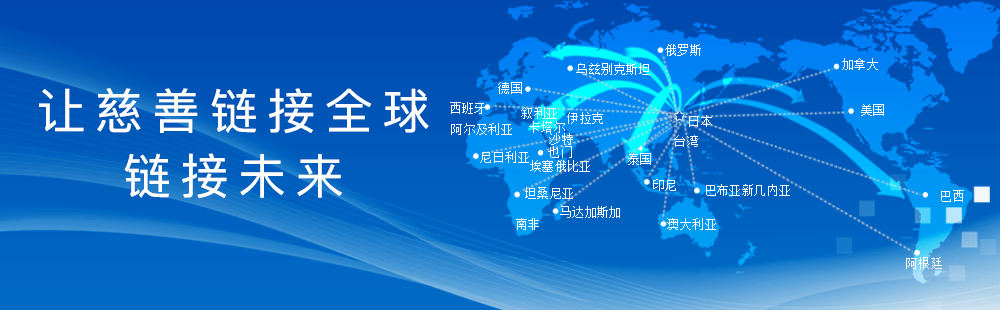 让慈善链接全球
链接未来
俄罗斯
乌兹别克斯坦
加拿大
德国
西班牙
叙利亚
伊拉克
美国
日本
阿尔及利亚
卡塔尔
沙特
台湾
也门
尼日利亚
泰国
埃塞俄比亚
印尼
巴布亚新几内亚
坦桑尼亚
巴西
马达加斯加
南非
澳大利亚
阿根廷